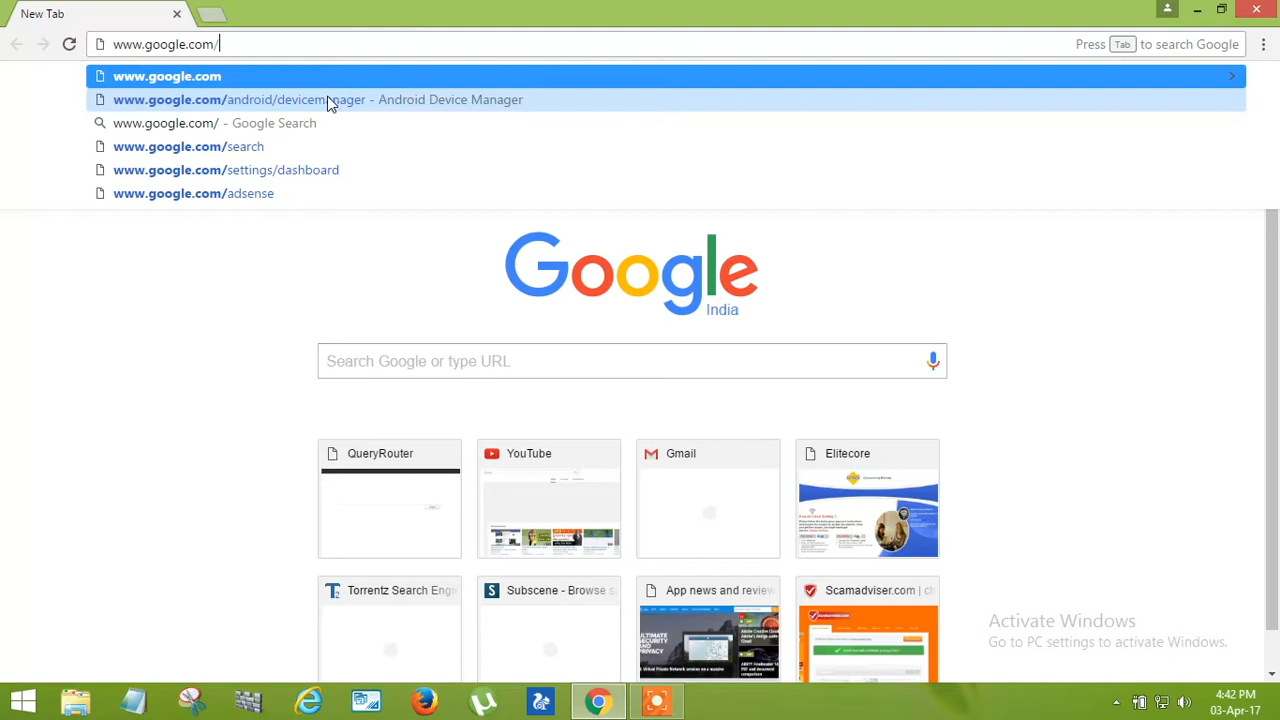 New Tab
www.google.com/
Press Tab to search Google
www.google.com
www.google.com/android/devicemanager - Android Device Manager
www.google.com/ - Google Search
www.google.com/search
www.google.com/settings/dashboard
www.google.com/adsense
Google
India
Search Google or type URL
QueryRouter
YouTube
Gmail
Elitecore
Torrentz Search Engi
Subscene - Browse s
App news and review
Scamadviser.com | ch
Activate Windows
Go to PC settings to activate Windows.
4:42 PM
03-Apr-17